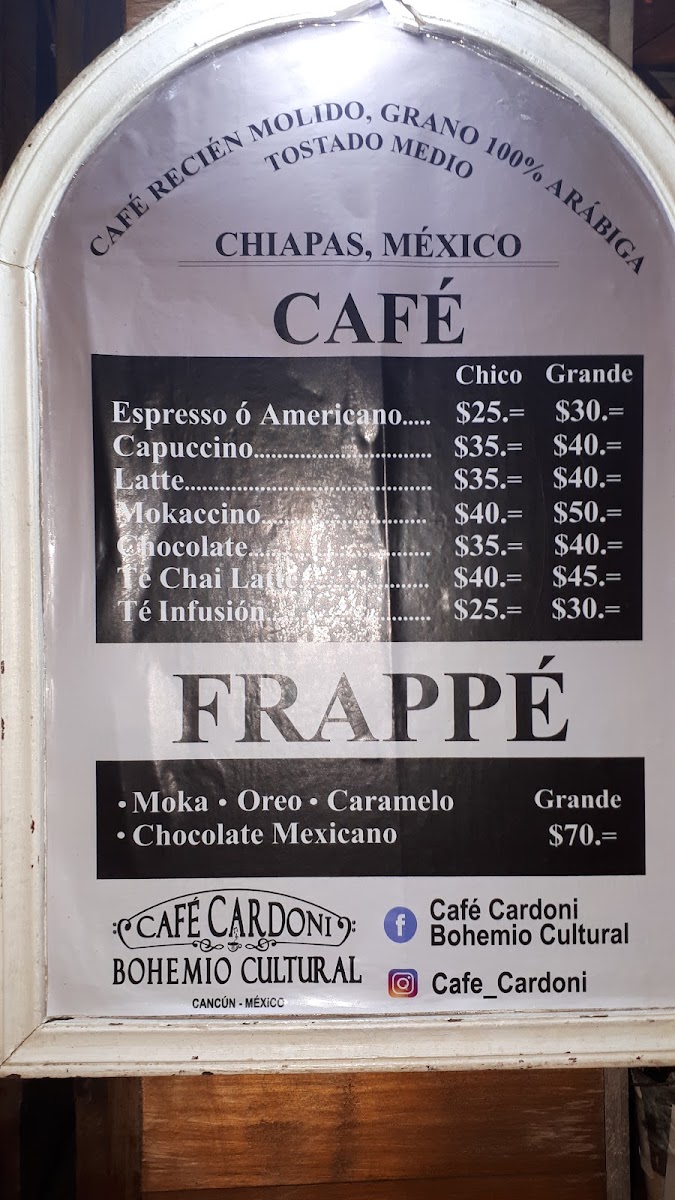 CAFÉ RECIÉN MOLIDO, GRANO 100% ARÁBIGA
TOSTADO MEDIO
CHIAPAS, MÉXICO
CAFÉ
Chico Grande
Espresso ó Americano..... $25.= $30.=
Capuccino............................... $35.= $40.=
Latte........................................... $35.= $40.=
Mokaccino............................. $40.= $50.=
Chocolate................................ $35.= $40.=
Té Chai Latte....................... $40.= $45.=
Té Infusión............................. $25.= $30.=
FRAPPÉ
• Moka • Oreo • Caramelo Grande
• Chocolate Mexicano $70.=
CAFÉ CARDONI
BOHEMIO CULTURAL
CANCÚN - MÉXICO
Café Cardoni
Bohemio Cultural
Cafe_Cardoni